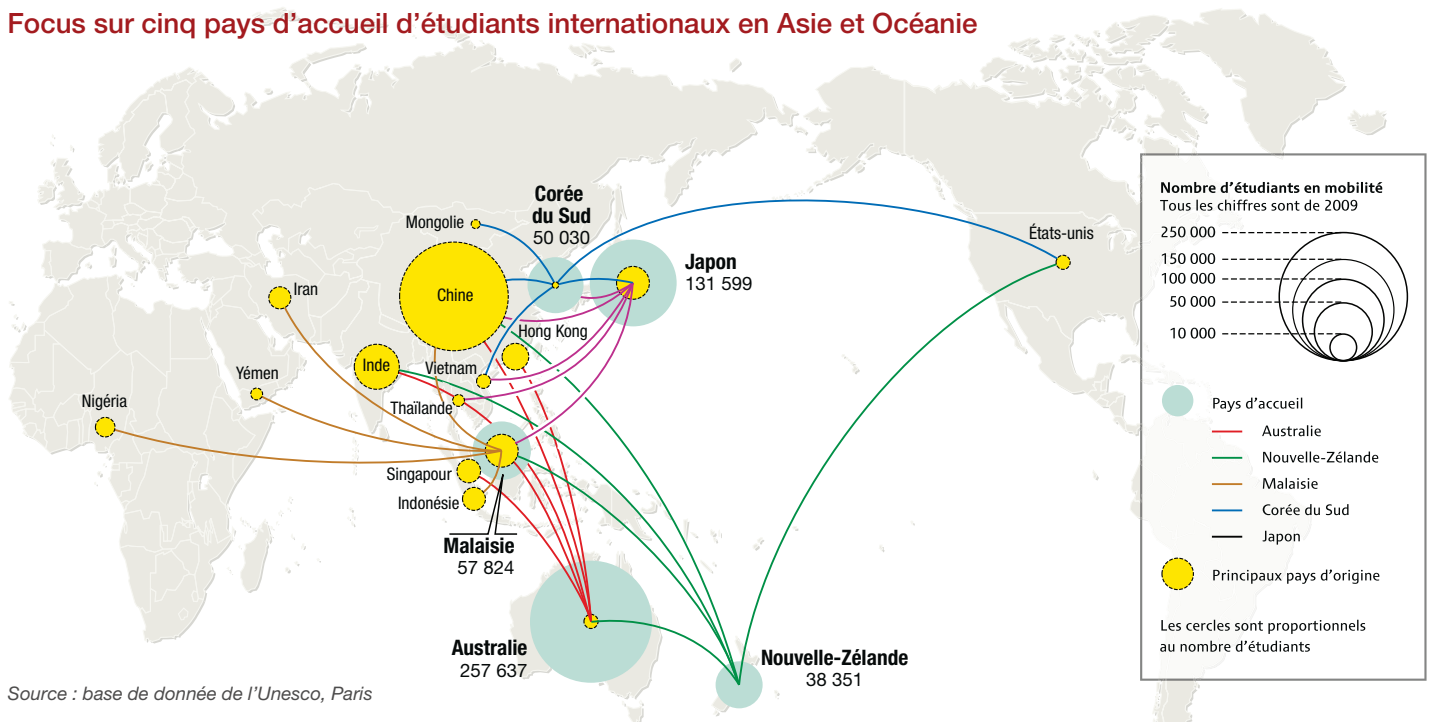 Focus sur cinq pays d'accueil d'étudiants internationaux en Asie et Océanie
Corée
du Sud
50 030
Mongolie
États-unis
Japon
131 599
Iran
Chine
Hong Kong
Inde
Vietnam
Yémen
Thaïlande
Nigéria
Singapour
Indonésie
Malaisie
57 824
Australie
257 637
Nouvelle-Zélande
38 351
Nombre d'étudiants en mobilité
Tous les chiffres sont de 2009
250 000
150 000
100 000
50 000
10 000
Pays d'accueil
Australie
Nouvelle-Zélande
Malaisie
Corée du Sud
Japon
Principaux pays d'origine
Les cercles sont proportionnels
au nombre d'étudiants
Source : base de donnée de l'Unesco, Paris